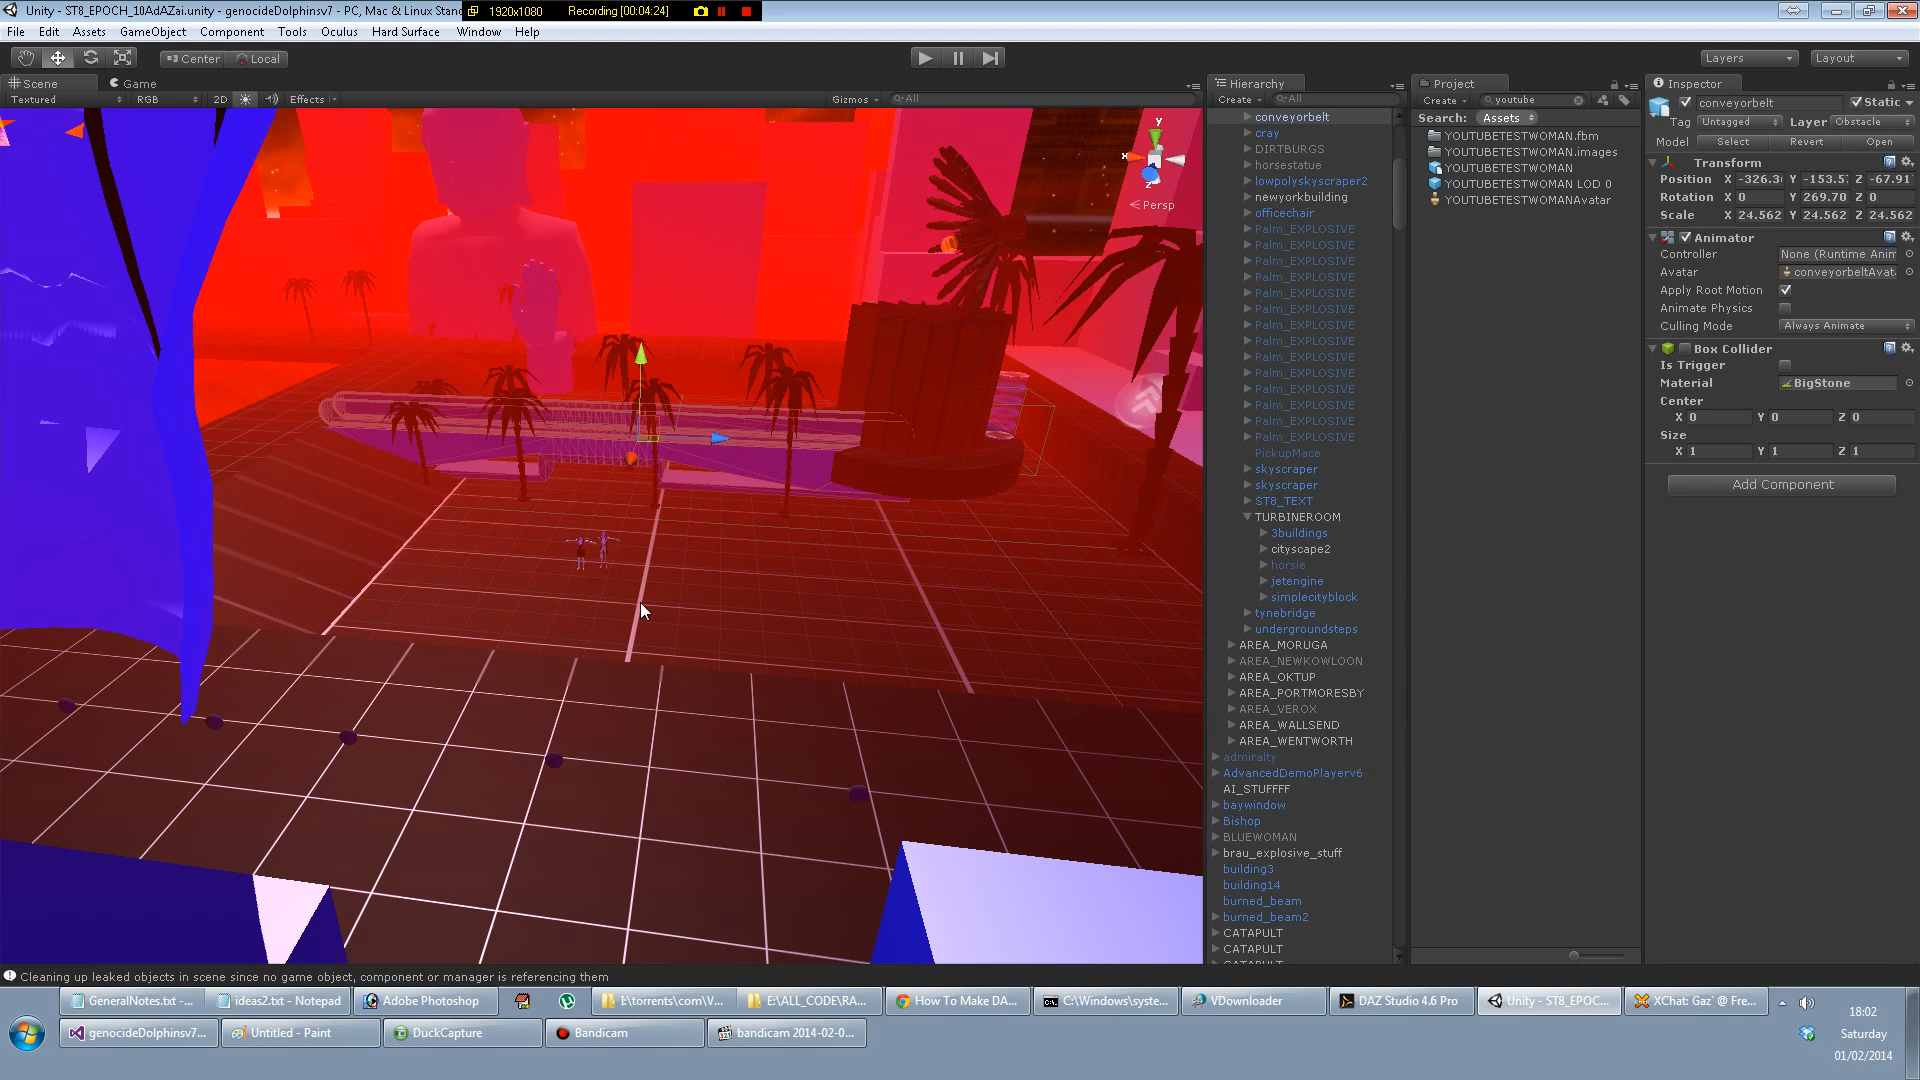 Unity - ST8_EPOCH_10AdAZai.unity - genocideDolphinsv7 - PC, Mac & Linux Stand
1920x1080 Recording [00:04:24]
File Edit Assets GameObject Component Tools Oculus Hard Surface Window Help
Center Local Layers Layout
Scene Game
Textured RGB 2D Effects Gizmos All
y
x
z
Persp
Hierarchy
Create All
conveyorbelt
cray
DIRTBURGS
horsestatue
lowpolyskyscraper2
newyorkbuilding
officechair
Palm_EXPLOSIVE
Palm_EXPLOSIVE
Palm_EXPLOSIVE
Palm_EXPLOSIVE
Palm_EXPLOSIVE
Palm_EXPLOSIVE
Palm_EXPLOSIVE
Palm_EXPLOSIVE
Palm_EXPLOSIVE
Palm_EXPLOSIVE
Palm_EXPLOSIVE
Palm_EXPLOSIVE
Palm_EXPLOSIVE
Palm_EXPLOSIVE
PickupMace
skyscraper
skyscraper
ST8_TEXT
TURBINEROOM
3buildings
cityscape2
horsie
jetengine
simplecityblock
tynebridge
undergroundsteps
AREA_MORUGA
AREA_NEWKOWLOON
AREA_OKTUP
AREA_PORTMORESBY
AREA_VEROX
AREA_WALLSEND
AREA_WENTWORTH
admiralty
AdvancedDemoPlayerv6
AI_STUFFFF
baywindow
Bishop
BLUEWOMAN
brau_explosive_stuff
building3
building14
burned_beam
burned_beam2
CATAPULT
CATAPULT
CATAPULT
Project
Create youtube
Search: Assets
YOUTUBETESTWOMAN.fbm
YOUTUBETESTWOMAN.images
YOUTUBETESTWOMAN
YOUTUBETESTWOMAN LOD 0
YOUTUBETESTWOMANAvatar
Inspector
conveyorbelt Static
Tag Untagged Layer Obstacle
Model Select Revert Open
Transform
Position X -326.3 Y -153.5 Z -67.91
Rotation X 0 Y 269.70 Z 0
Scale X 24.562 Y 24.562 Z 24.562
Animator
Controller None (Runtime Anim
Avatar conveyorbeltAvat
Apply Root Motion
Animate Physics
Culling Mode Always Animate
Box Collider
Is Trigger
Material BigStone
Center
X 0 Y 0 Z 0
Size
X 1 Y 1 Z 1
Add Component
Cleaning up leaked objects in scene since no game object, component or manager is referencing them
GeneralNotes.txt -... ideas2.txt - Notepad Adobe Photoshop I:\torrents\com\V... E:\ALL_CODE\RA... How To Make DA... C:\Windows\syste... VDownloader DAZ Studio 4.6 Pro Unity - ST8_EPOC... XChat: Gaz` @ Fre...
genocideDolphinsv7... Untitled - Paint DuckCapture Bandicam bandicam 2014-02-0...
18:02
Saturday
01/02/2014